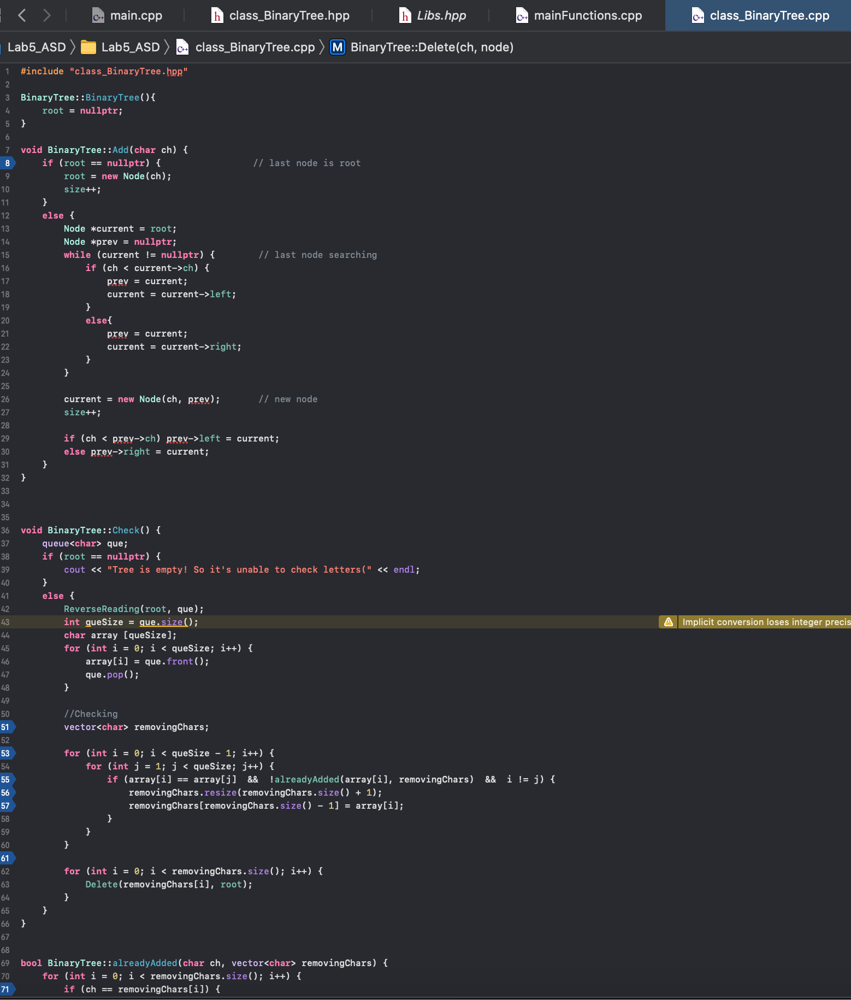 main.cpp class_BinaryTree.hpp Libs.hpp mainFunctions.cpp class_BinaryTree.cpp
Lab5_ASD Lab5_ASD class_BinaryTree.cpp M BinaryTree::Delete(ch, node)
1 #include "class_BinaryTree.hpp"
2
3 BinaryTree::BinaryTree(){
4     root = nullptr;
5 }
6
7 void BinaryTree::Add(char ch) {
8     if (root == nullptr) {                 // last node is root
9         root = new Node(ch);
10         size++;
11     }
12     else {
13         Node *current = root;
14         Node *prev = nullptr;
15         while (current != nullptr) {        // last node searching
16             if (ch < current->ch) {
17                 prev = current;
18                 current = current->left;
19             }
20             else{
21                 prev = current;
22                 current = current->right;
23             }
24         }
25
26         current = new Node(ch, prev);       // new node
27         size++;
28
29         if (ch < prev->ch) prev->left = current;
30         else prev->right = current;
31     }
32 }
33
34
35
36 void BinaryTree::Check() {
37     queue<char> que;
38     if (root == nullptr) {
39         cout << "Tree is empty! So it's unable to check letters(" << endl;
40     }
41     else {
42         ReverseReading(root, que);
43         int queSize = que.size(); Implicit conversion loses integer precis
44         char array [queSize];
45         for (int i = 0; i < queSize; i++) {
46             array[i] = que.front();
47             que.pop();
48         }
49
50         //Checking
51         vector<char> removingChars;
52
53         for (int i = 0; i < queSize - 1; i++) {
54             for (int j = 1; j < queSize; j++) {
55                 if (array[i] == array[j]  &&  !alreadyAdded(array[i], removingChars)  &&  i != j) {
56                     removingChars.resize(removingChars.size() + 1);
57                     removingChars[removingChars.size() - 1] = array[i];
58                 }
59             }
60         }
61
62         for (int i = 0; i < removingChars.size(); i++) {
63             Delete(removingChars[i], root);
64         }
65     }
66 }
67
68
69 bool BinaryTree::alreadyAdded(char ch, vector<char> removingChars) {
70     for (int i = 0; i < removingChars.size(); i++) {
71         if (ch == removingChars[i]) {